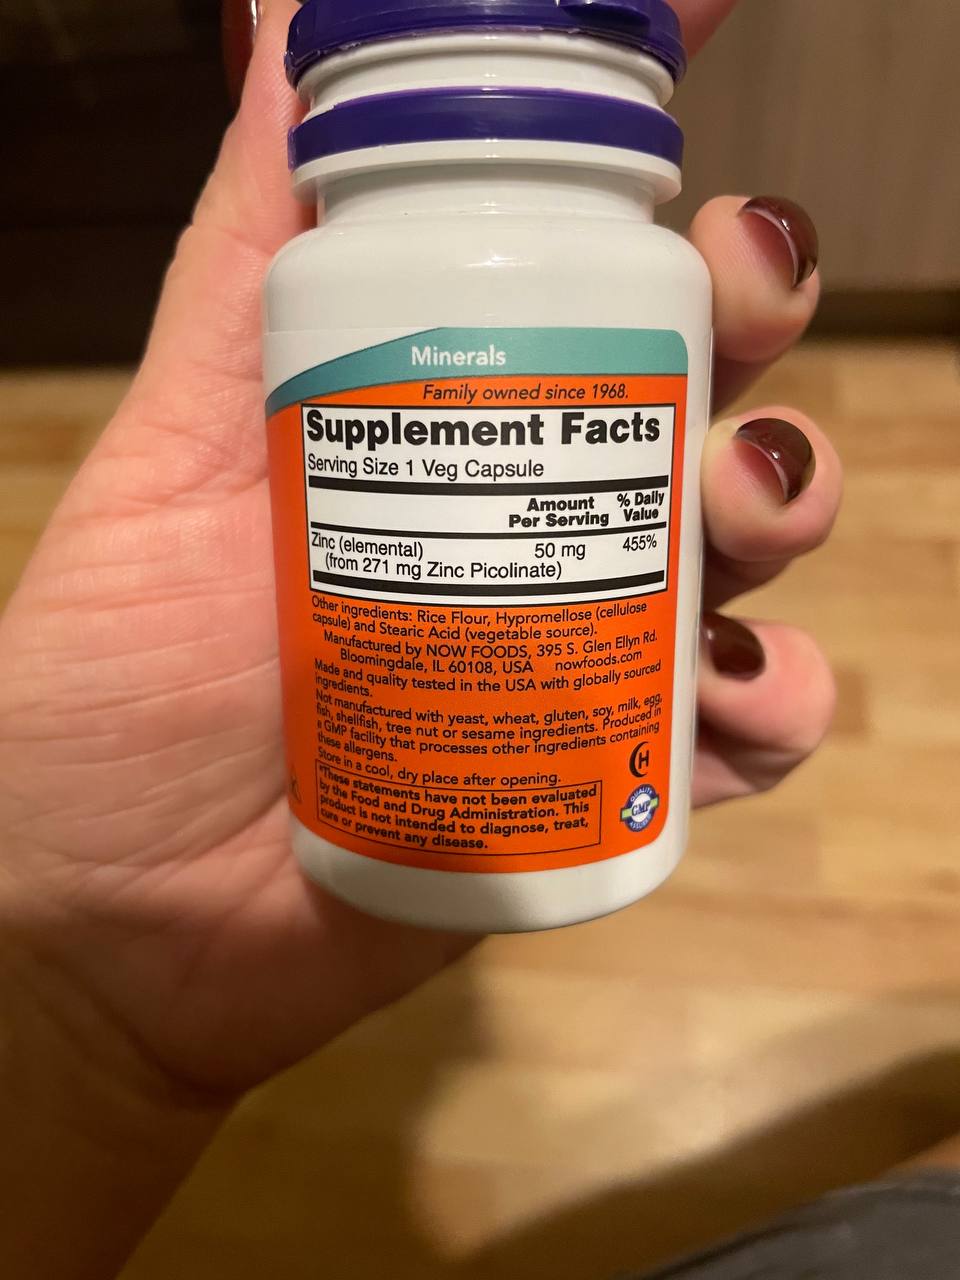 Minerals
Family owned since 1968.
Supplement Facts
Serving Size 1 Veg Capsule
Amount Per Serving % Daily Value
Zinc (elemental) 50 mg 455%
(from 271 mg Zinc Picolinate)
Other ingredients: Rice Flour, Hypromellose (cellulose
capsule) and Stearic Acid (vegetable source).
Manufactured by NOW FOODS, 395 S. Glen Ellyn Rd.
Bloomingdale, IL 60108, USA nowfoods.com
Made and quality tested in the USA with globally sourced
ingredients.
Not manufactured with yeast, wheat, gluten, soy, milk, egg,
fish, shellfish, tree nut or sesame ingredients. Produced in
a GMP facility that processes other ingredients containing
these allergens.
Store in a cool, dry place after opening.
*These statements have not been evaluated
by the Food and Drug Administration. This
product is not intended to diagnose, treat,
cure or prevent any disease.
H
QUALITY
GMP